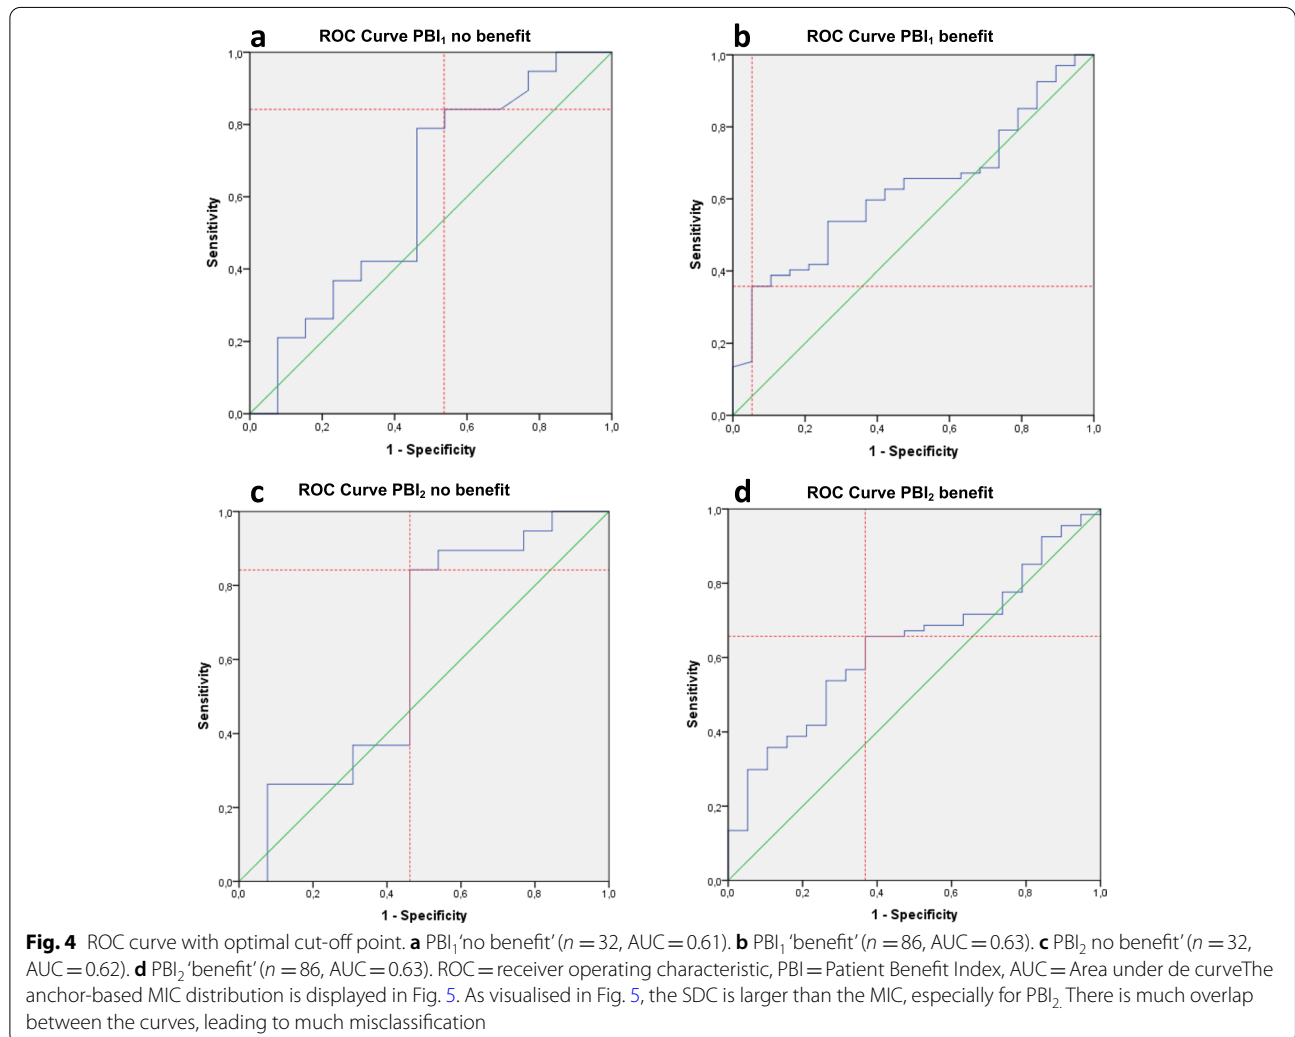 a ROC Curve PBI₁ no benefit
1,0
0,8
0,6
0,4
0,2
0,0
Sensitivity
0,0 0,2 0,4 0,6 0,8 1,0
1 - Specificity
b ROC Curve PBI₁ benefit
1,0
0,8
0,6
0,4
0,2
0,0
Sensitivity
0,0 0,2 0,4 0,6 0,8 1,0
1 - Specificity
c ROC Curve PBI₂ no benefit
1,0
0,8
0,6
0,4
0,2
0,0
Sensitivity
0,0 0,2 0,4 0,6 0,8 1,0
1 - Specificity
d ROC Curve PBI₂ benefit
1,0
0,8
0,6
0,4
0,2
0,0
Sensitivity
0,0 0,2 0,4 0,6 0,8 1,0
1 - Specificity
Fig. 4 ROC curve with optimal cut-off point. a PBI₁ ‘no benefit’ (n = 32, AUC = 0.61). b PBI₁ ‘benefit’ (n = 86, AUC = 0.63). c PBI₂ no benefit’ (n = 32,
AUC = 0.62). d PBI₂ ‘benefit’ (n = 86, AUC = 0.63). ROC = receiver operating characteristic, PBI = Patient Benefit Index, AUC = Area under de curveThe
anchor-based MIC distribution is displayed in Fig. 5. As visualised in Fig. 5, the SDC is larger than the MIC, especially for PBI₂. There is much overlap
between the curves, leading to much misclassification